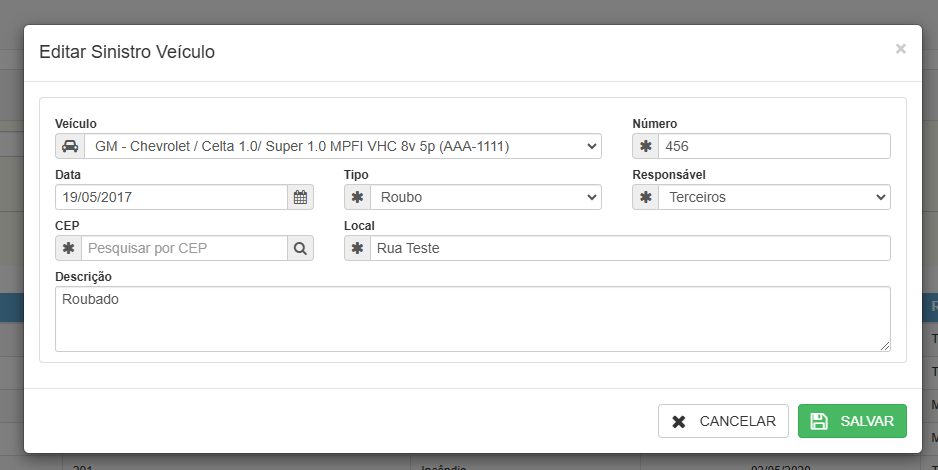 Editar Sinistro Veículo ×
Veículo Número
GM - Chevrolet / Celta 1.0/ Super 1.0 MPFI VHC 8v 5p (AAA-1111) 456
Data Tipo Responsável
19/05/2017 Roubo Terceiros
CEP Local
Pesquisar por CEP Rua Teste
Descrição
Roubado
CANCELAR SALVAR